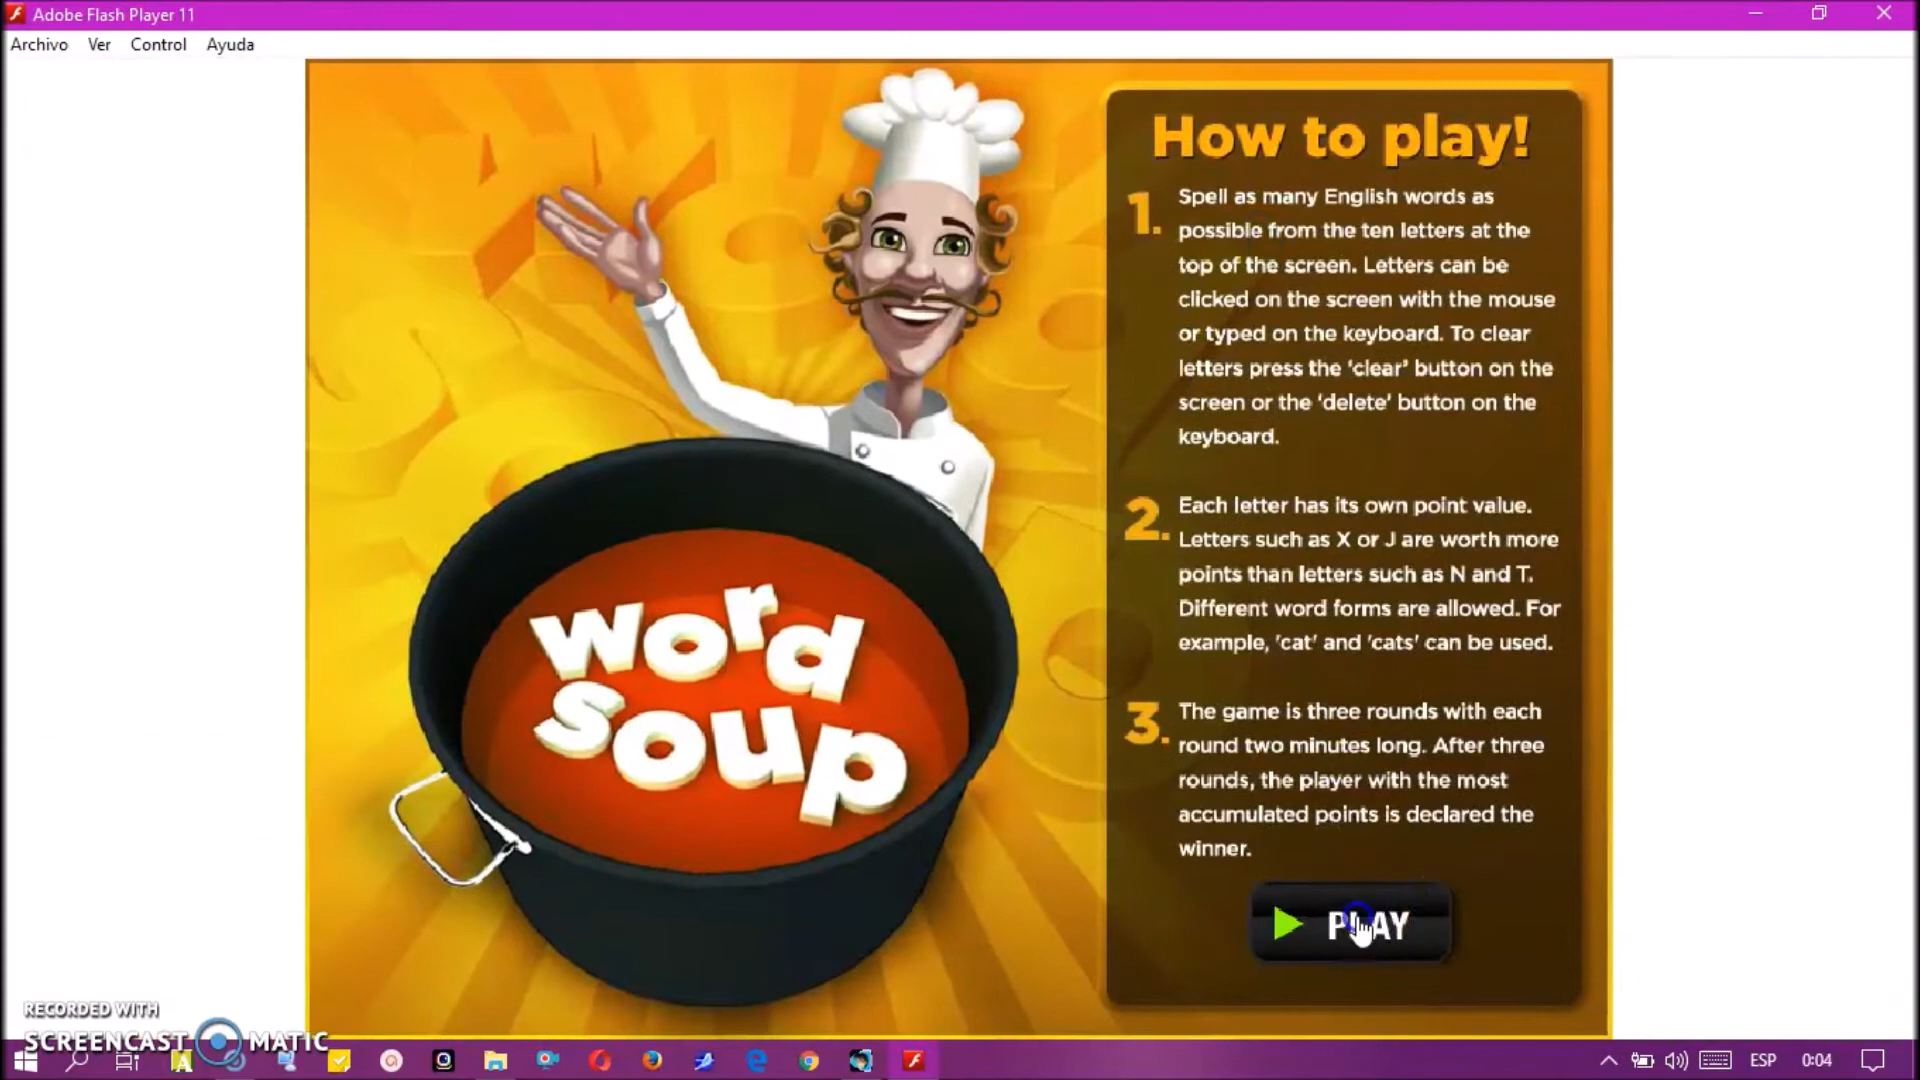 Adobe Flash Player 11
Archivo Ver Control Ayuda
How to play!
1. Spell as many English words as
possible from the ten letters at the
top of the screen. Letters can be
clicked on the screen with the mouse
or typed on the keyboard. To clear
letters press the 'clear' button on the
screen or the 'delete' button on the
keyboard.
2. Each letter has its own point value.
Letters such as X or J are worth more
points than letters such as N and T.
Different word forms are allowed. For
example, 'cat' and 'cats' can be used.
3. The game is three rounds with each
round two minutes long. After three
rounds, the player with the most
accumulated points is declared the
winner.
PLAY
word
soup
RECORDED WITH
SCREENCAST MATIC
ESP 0:04